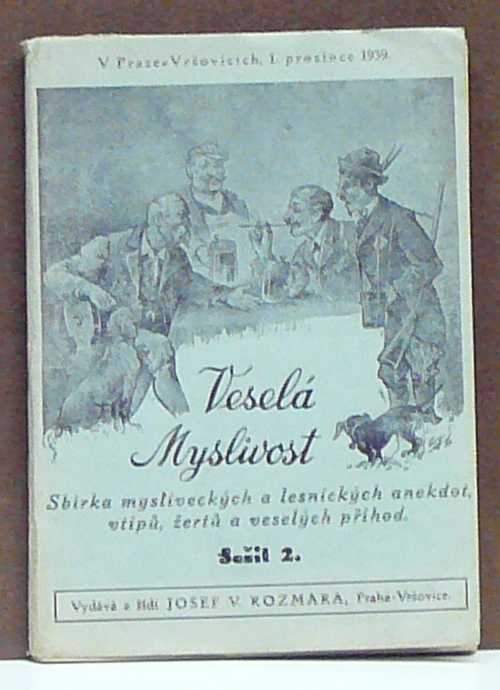 V Praze-Vršovicích, 1. prosince 1939.
Veselá
Myslivost
Sbírka mysliveckých a lesnických anekdot,
vtipů, žertů a veselých příhod.
Sešit 2.
Vydává a řídí JOSEF V. ROZMARA, Praha-Vršovice.